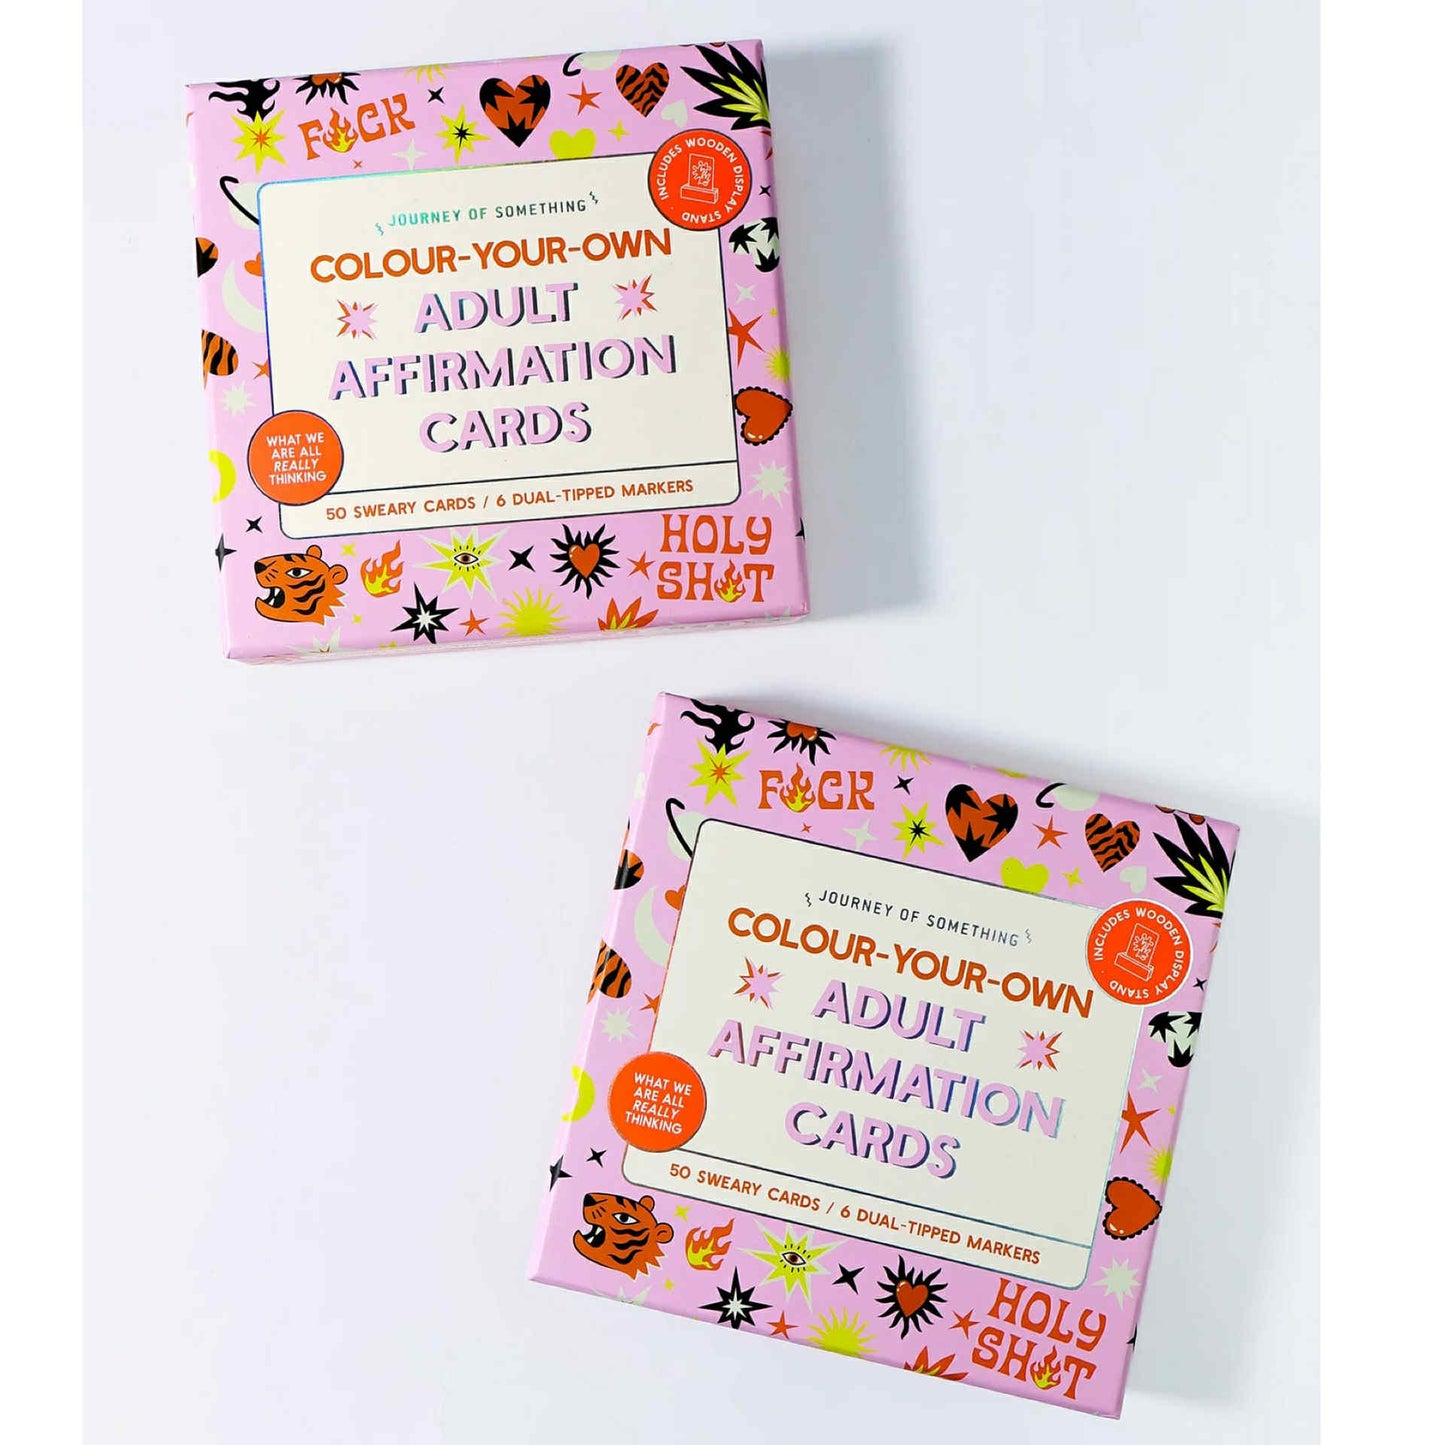 F CK
INCLUDES WOODEN DISPLAY STAND
JOURNEY OF SOMETHING
COLOUR-YOUR-OWN
ADULT
AFFIRMATION
CARDS
WHAT WE
ARE ALL
REALLY
THINKING
50 SWEARY CARDS / 6 DUAL-TIPPED MARKERS
HOLY
SH T
F CK
INCLUDES WOODEN DISPLAY STAND
JOURNEY OF SOMETHING
COLOUR-YOUR-OWN
ADULT
AFFIRMATION
CARDS
WHAT WE
ARE ALL
REALLY
THINKING
50 SWEARY CARDS / 6 DUAL-TIPPED MARKERS
HOLY
SH T